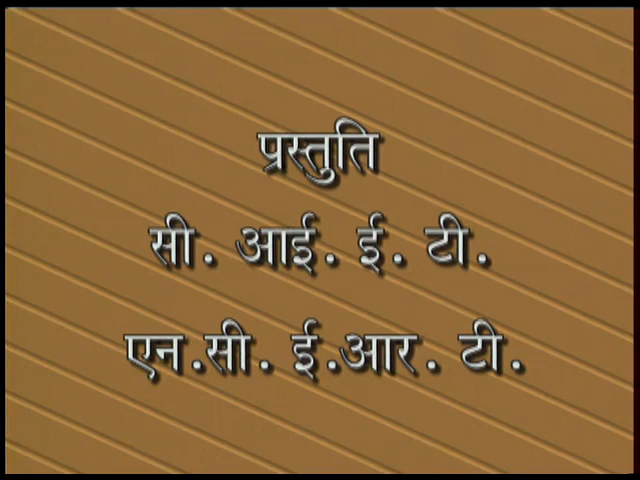 प्रस्तुति
सी. आई. ई. टी.
एन.सी. ई.आर. टी.